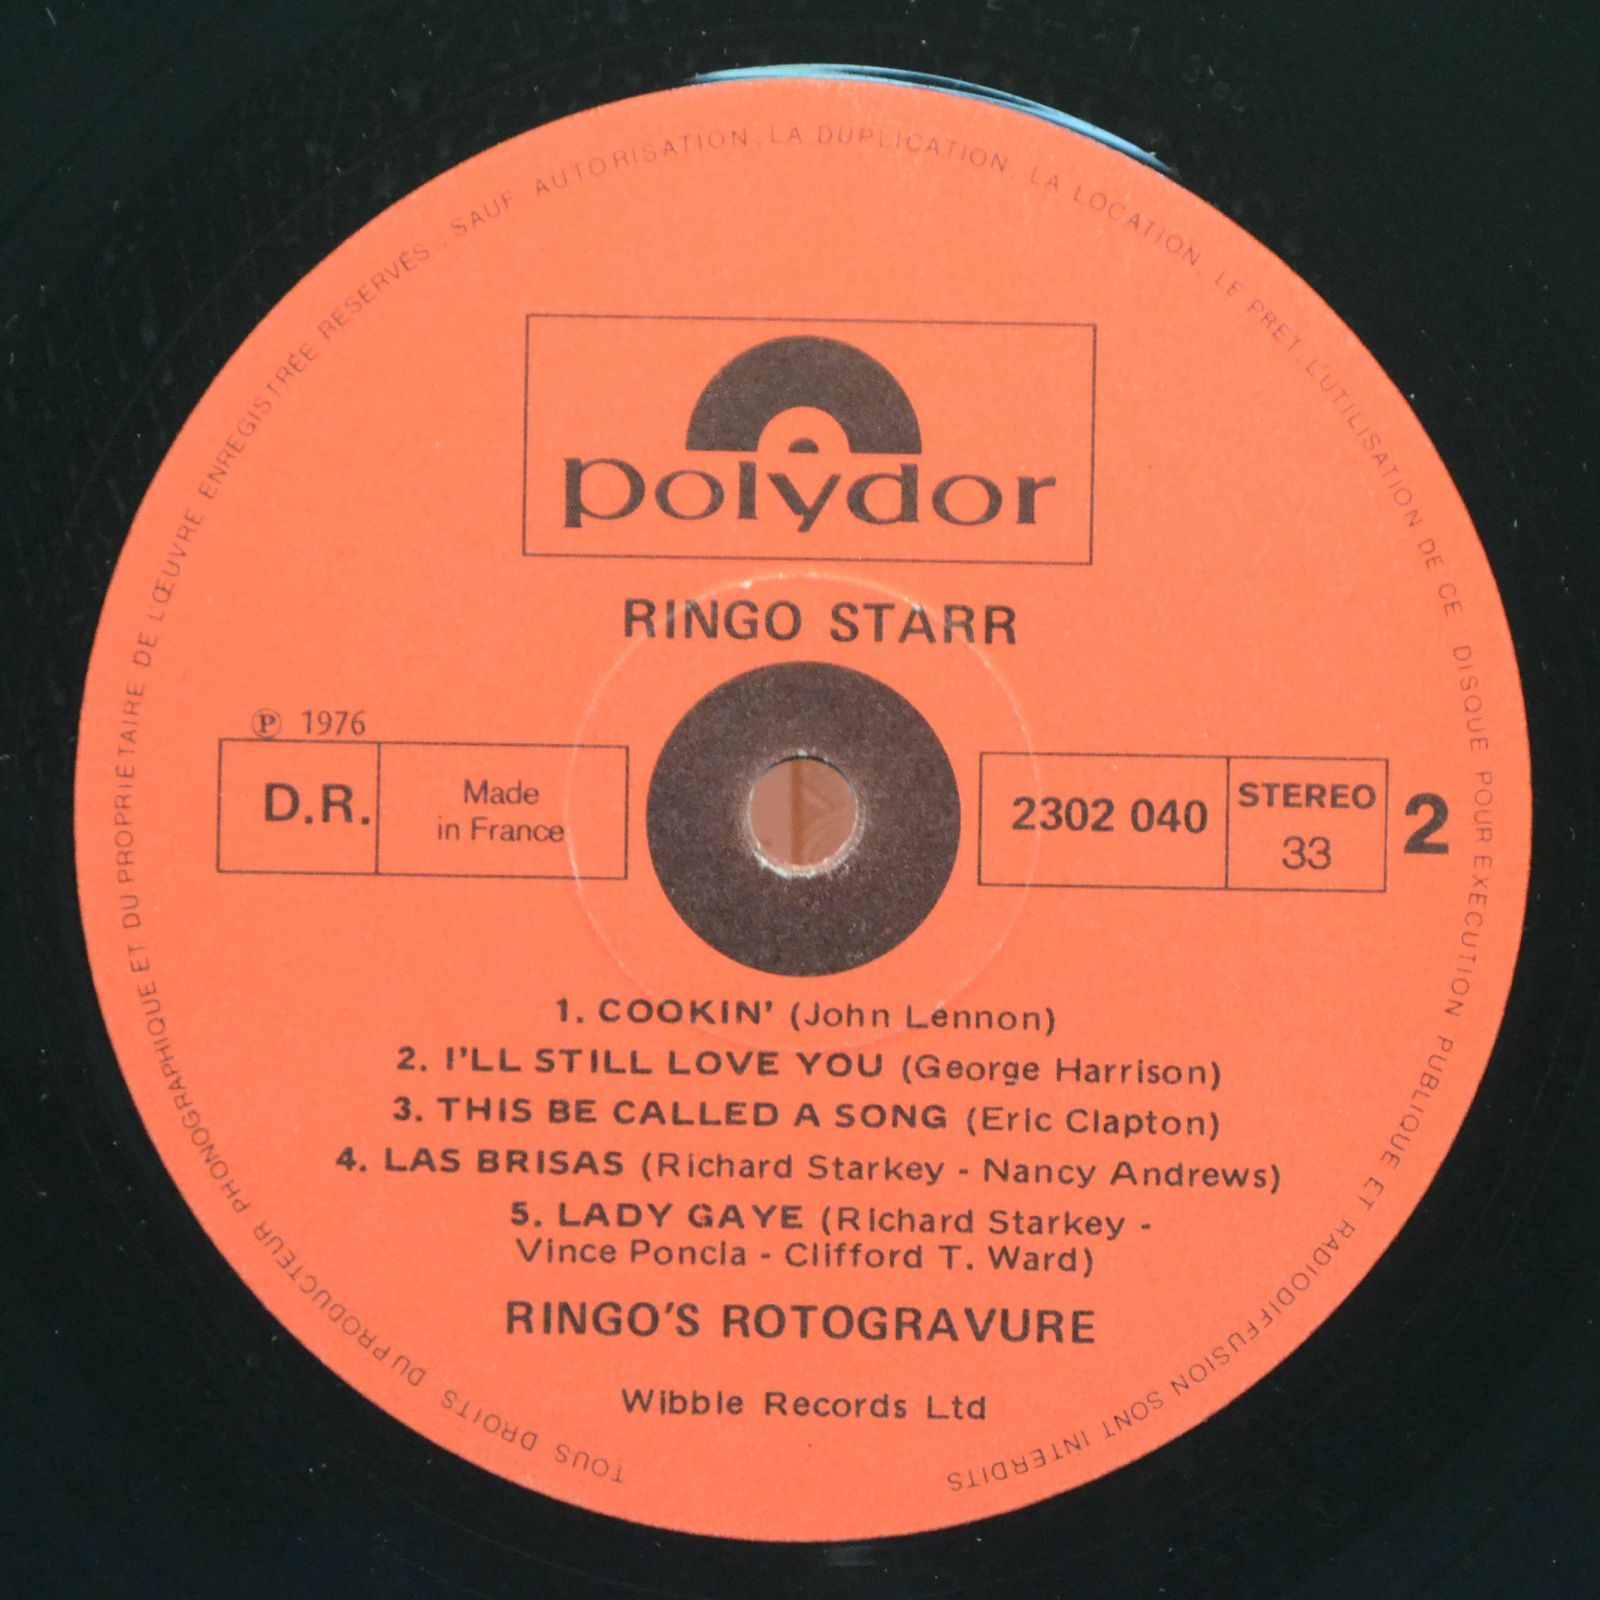 TOUS DROITS DU PRODUCTEUR PHONOGRAPHIQUE ET DU PROPRIETAIRE DE L'ŒUVRE ENREGISTRÉE RESERVÉS . SAUF AUTORISATION . LA DUPLICATION . LA LOCATION . LE PRET . L'UTILISATION DE CE DISQUE POUR EXECUTION PUBLIQUE ET RADIODIFFUSION SONT INTERDITS
polydor
RINGO STARR
℗ 1976
D.R.
Made
in France
2302 040
STEREO
33
2
1. COOKIN' (John Lennon)
2. I'LL STILL LOVE YOU (George Harrison)
3. THIS BE CALLED A SONG (Eric Clapton)
4. LAS BRISAS (Richard Starkey - Nancy Andrews)
5. LADY GAYE (Richard Starkey -
Vince Poncia - Clifford T. Ward)
RINGO'S ROTOGRAVURE
Wibble Records Ltd